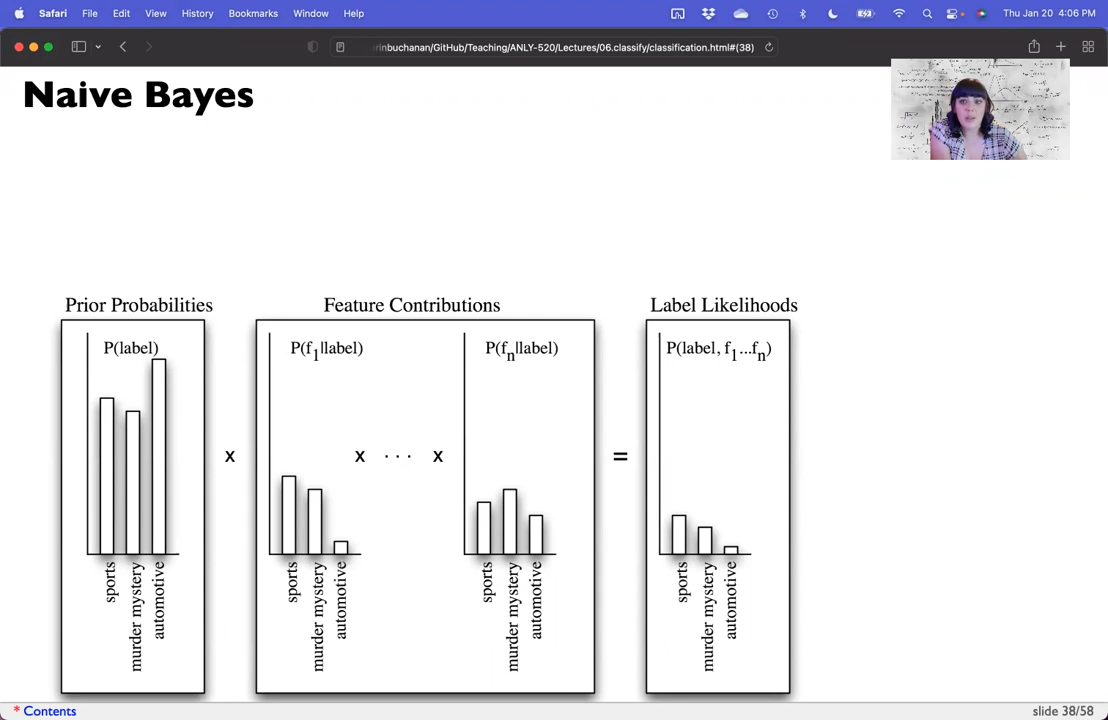 Safari File Edit View History Bookmarks Window Help Thu Jan 20 4:06 PM
rinbuchanan/GitHub/Teaching/ANLY-520/Lectures/06.classify/classification.html#(38)
Naive Bayes
Prior Probabilities Feature Contributions Label Likelihoods
P(label) P(f1|label) P(fn|label) P(label, f1...fn)
x x ... x =
sports murder mystery automotive sports murder mystery automotive sports murder mystery automotive sports murder mystery automotive
* Contents slide 38/58